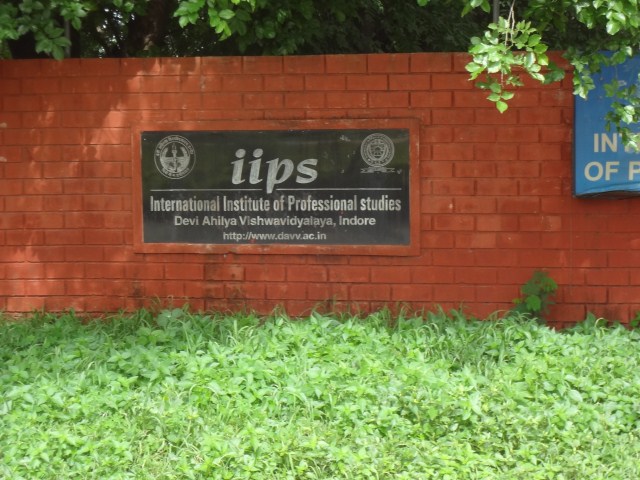 iips
International Institute of Professional studies
Devi Ahilya Vishwavidyalaya, Indore
http://www.davv.ac.in
IN
OF P